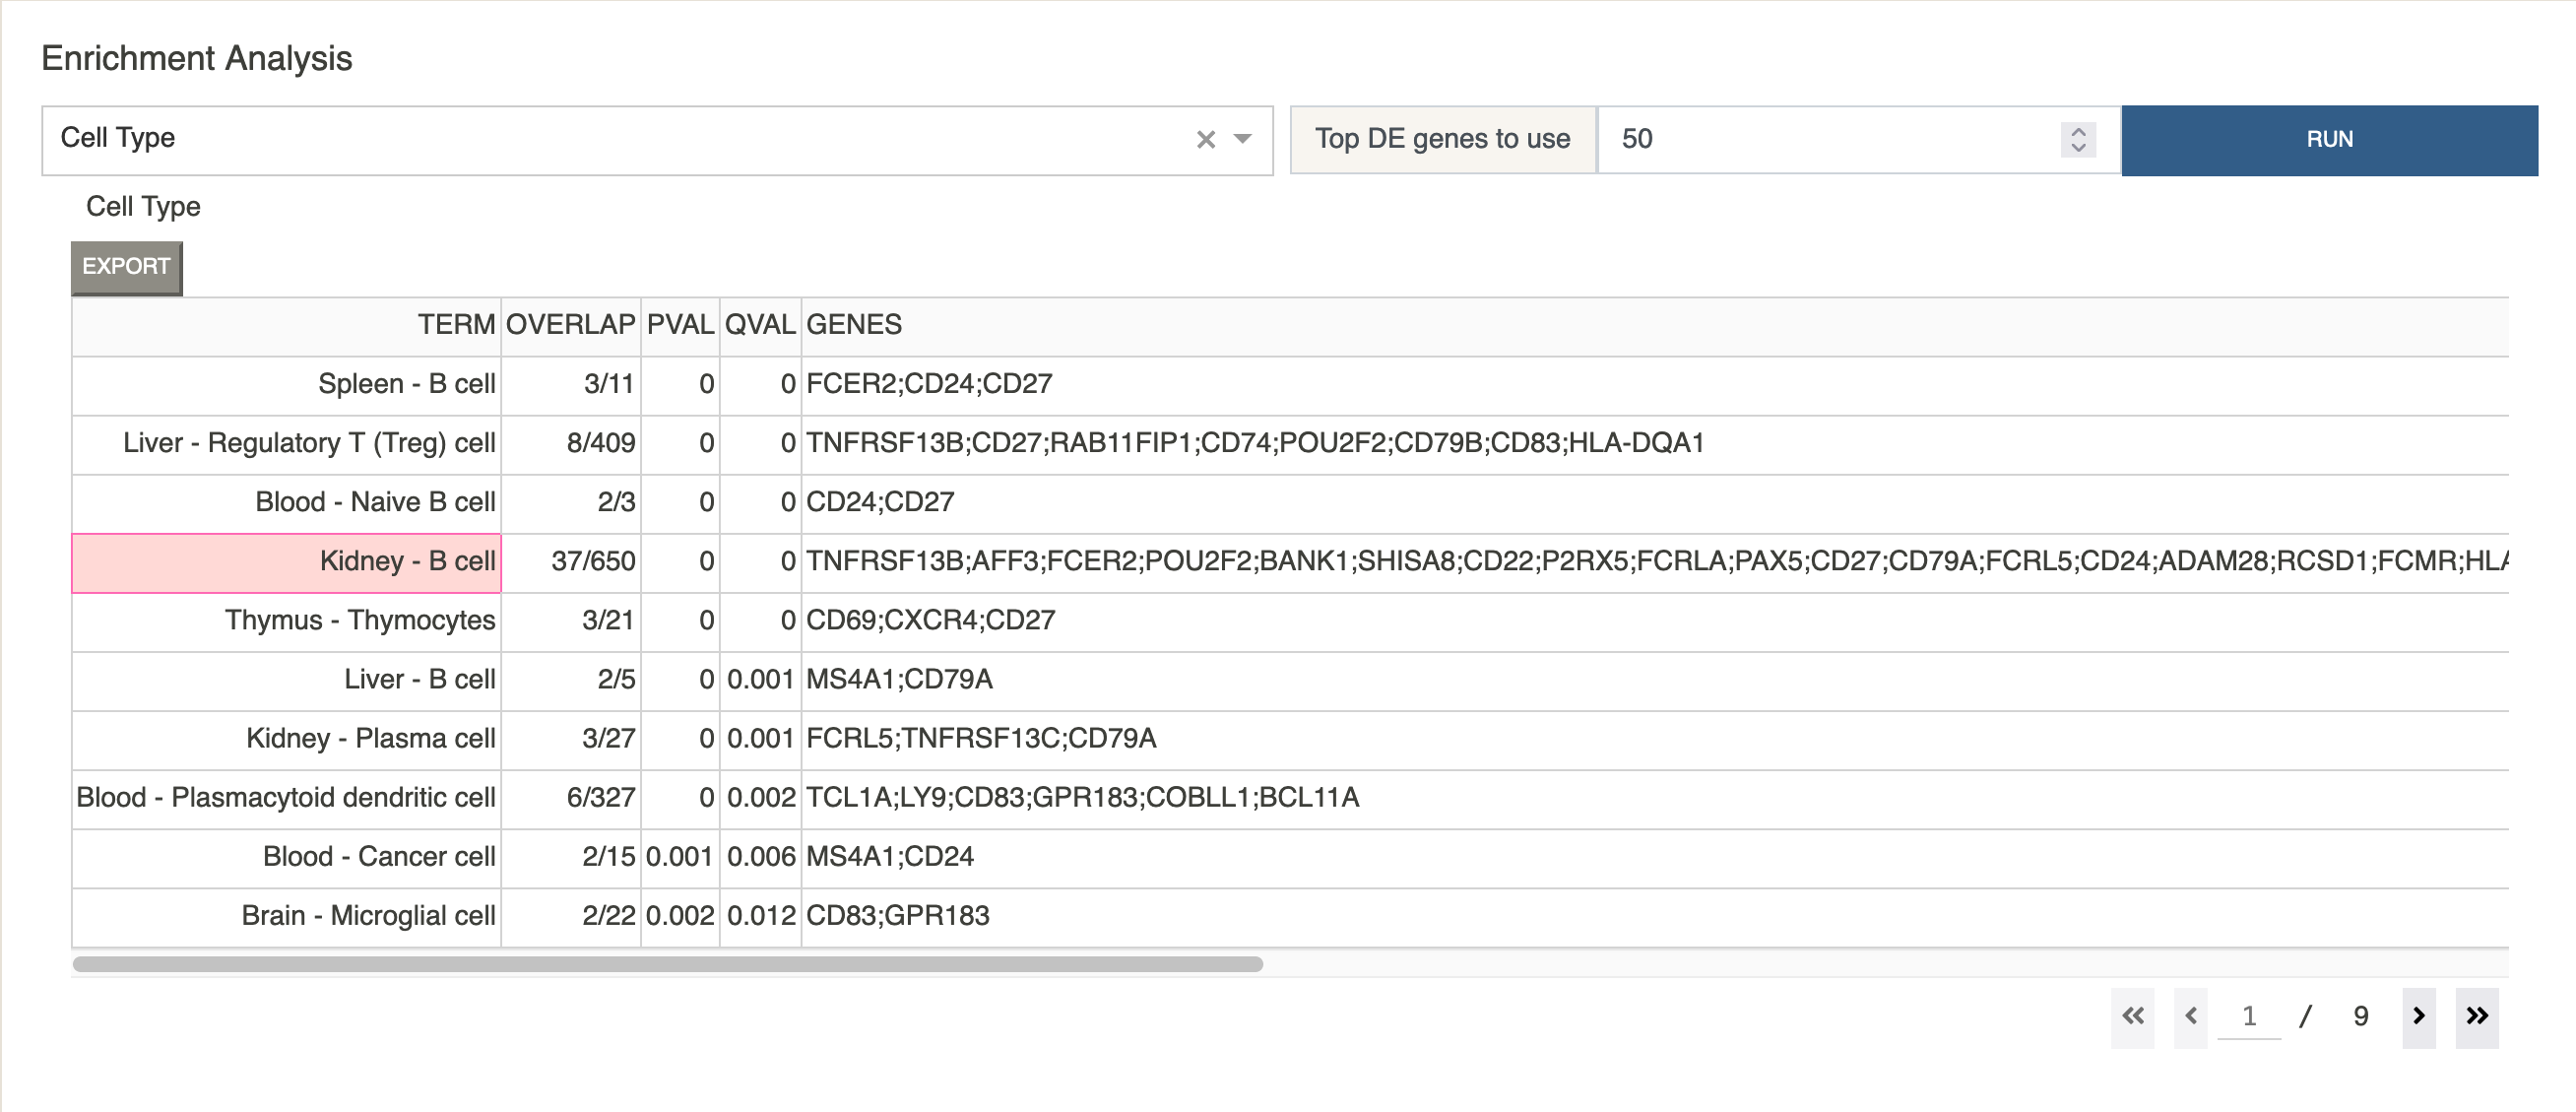 Enrichment Analysis
Cell Type × Top DE genes to use 50 RUN
Cell Type
EXPORT
TERM OVERLAP PVAL QVAL GENES
Spleen - B cell 3/11 0 0 FCER2;CD24;CD27
Liver - Regulatory T (Treg) cell 8/409 0 0 TNFRSF13B;CD27;RAB11FIP1;CD74;POU2F2;CD79B;CD83;HLA-DQA1
Blood - Naive B cell 2/3 0 0 CD24;CD27
Kidney - B cell 37/650 0 0 TNFRSF13B;AFF3;FCER2;POU2F2;BANK1;SHISA8;CD22;P2RX5;FCRLA;PAX5;CD27;CD79A;FCRL5;CD24;ADAM28;RCSD1;FCMR;HLA
Thymus - Thymocytes 3/21 0 0 CD69;CXCR4;CD27
Liver - B cell 2/5 0 0.001 MS4A1;CD79A
Kidney - Plasma cell 3/27 0 0.001 FCRL5;TNFRSF13C;CD79A
Blood - Plasmacytoid dendritic cell 6/327 0 0.002 TCL1A;LY9;CD83;GPR183;COBLL1;BCL11A
Blood - Cancer cell 2/15 0.001 0.006 MS4A1;CD24
Brain - Microglial cell 2/22 0.002 0.012 CD83;GPR183
« ‹ 1 / 9 › »